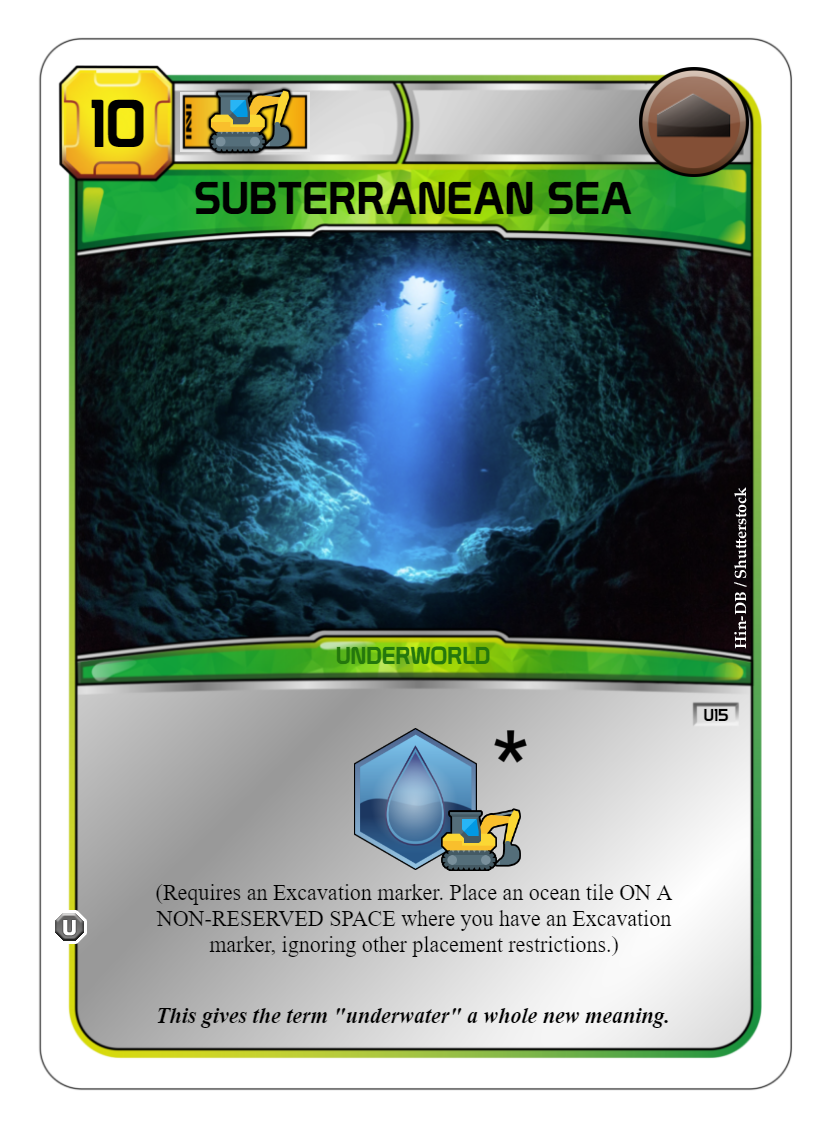 10
SUBTERRANEAN SEA
Hin-DB / Shutterstock
UNDERWORLD
U15
*
(Requires an Excavation marker. Place an ocean tile ON A
NON-RESERVED SPACE where you have an Excavation
marker, ignoring other placement restrictions.)
U
This gives the term "underwater" a whole new meaning.